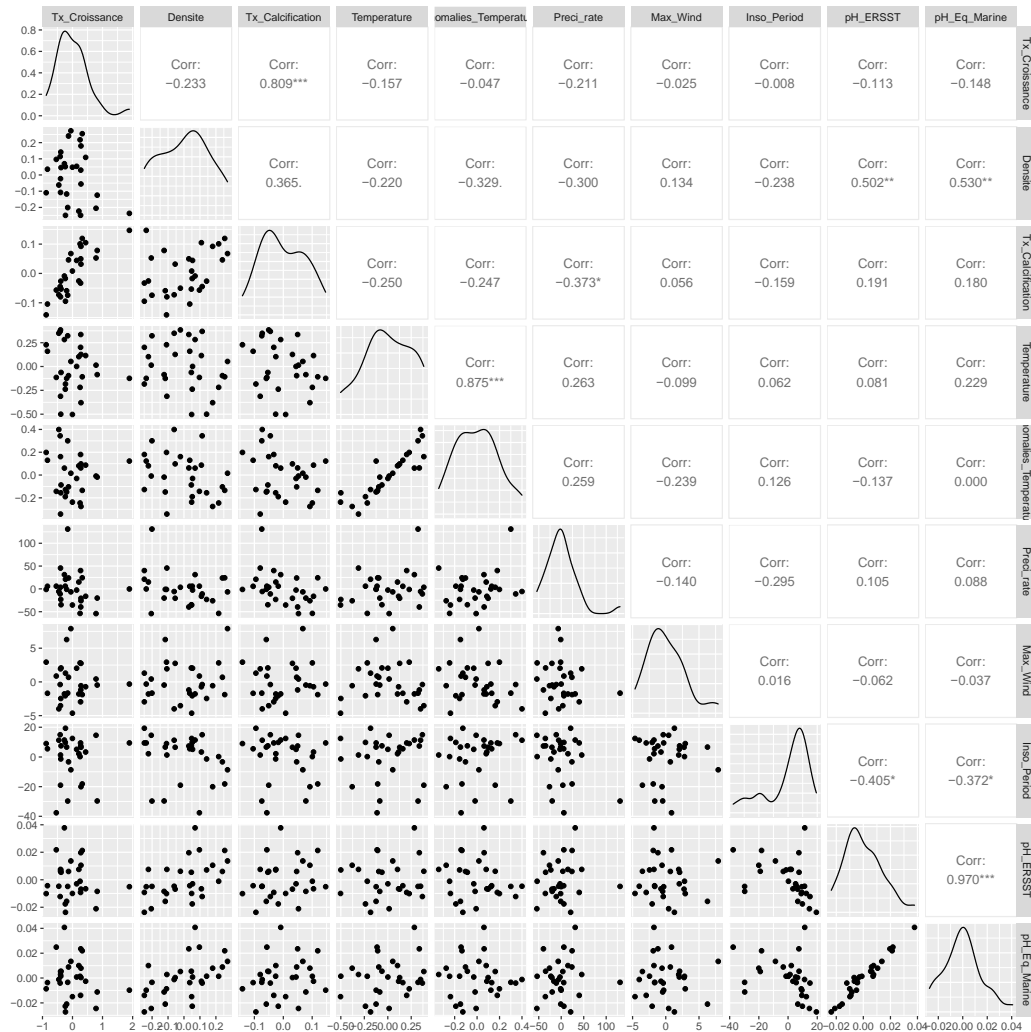 Tx_Croissance Densite Tx_Calcification Temperature omalies_Temperatu Preci_rate Max_Wind Inso_Period pH_ERSST pH_Eq_Marine
0.8
0.6
0.4
0.2
0.0
Corr: Corr: Corr: Corr: Corr: Corr: Corr: Corr: Corr:
−0.233 0.809*** −0.157 −0.047 −0.211 −0.025 −0.008 −0.113 −0.148
Tx_Croissance
0.2
0.1
0.0
−0.1
−0.2
Corr: Corr: Corr: Corr: Corr: Corr: Corr: Corr:
0.365. −0.220 −0.329. −0.300 0.134 −0.238 0.502** 0.530**
Densite
0.1
0.0
−0.1
Corr: Corr: Corr: Corr: Corr: Corr: Corr:
−0.250 −0.247 −0.373* 0.056 −0.159 0.191 0.180
Tx_Calcification
0.25
0.00
−0.25
−0.50
Corr: Corr: Corr: Corr: Corr: Corr:
0.875*** 0.263 −0.099 0.062 0.081 0.229
Temperature
0.4
0.2
0.0
−0.2
Corr: Corr: Corr: Corr: Corr:
0.259 −0.239 0.126 −0.137 0.000
omalies_Temperatu
100
50
0
−50
Corr: Corr: Corr: Corr:
−0.140 −0.295 0.105 0.088
Preci_rate
5
0
−5
Corr: Corr: Corr:
0.016 −0.062 −0.037
Max_Wind
20
0
−20
−40
Corr: Corr:
−0.405* −0.372*
Inso_Period
0.04
0.02
0.00
−0.02
Corr:
0.970***
pH_ERSST
0.04
0.02
0.00
−0.02
pH_Eq_Marine
−1 0 1 2 −0.1 0.0 0.1 0.00 0.25 −0.2 0.0 0.2 0 50 100 −5 0 5 −20 0 0.00 0.02